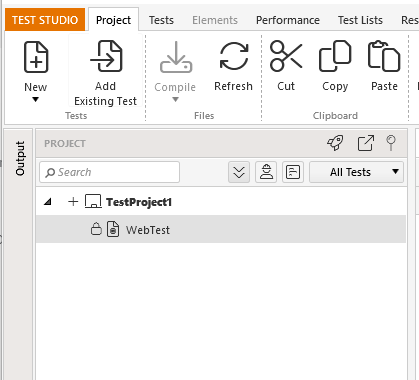 TEST STUDIO Project Tests Elements Performance Test Lists Res
New Add Existing Test Compile Refresh Cut Copy Paste
Tests Files Clipboard
Output
PROJECT
Search All Tests
TestProject1
WebTest